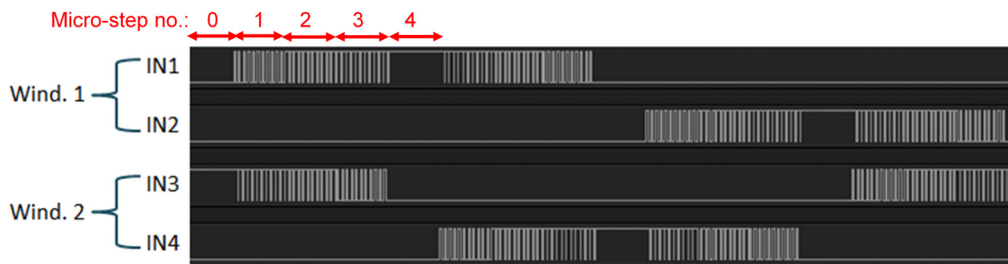 Micro-step no.: 0 1 2 3 4
Wind. 1
IN1
IN2
Wind. 2
IN3
IN4